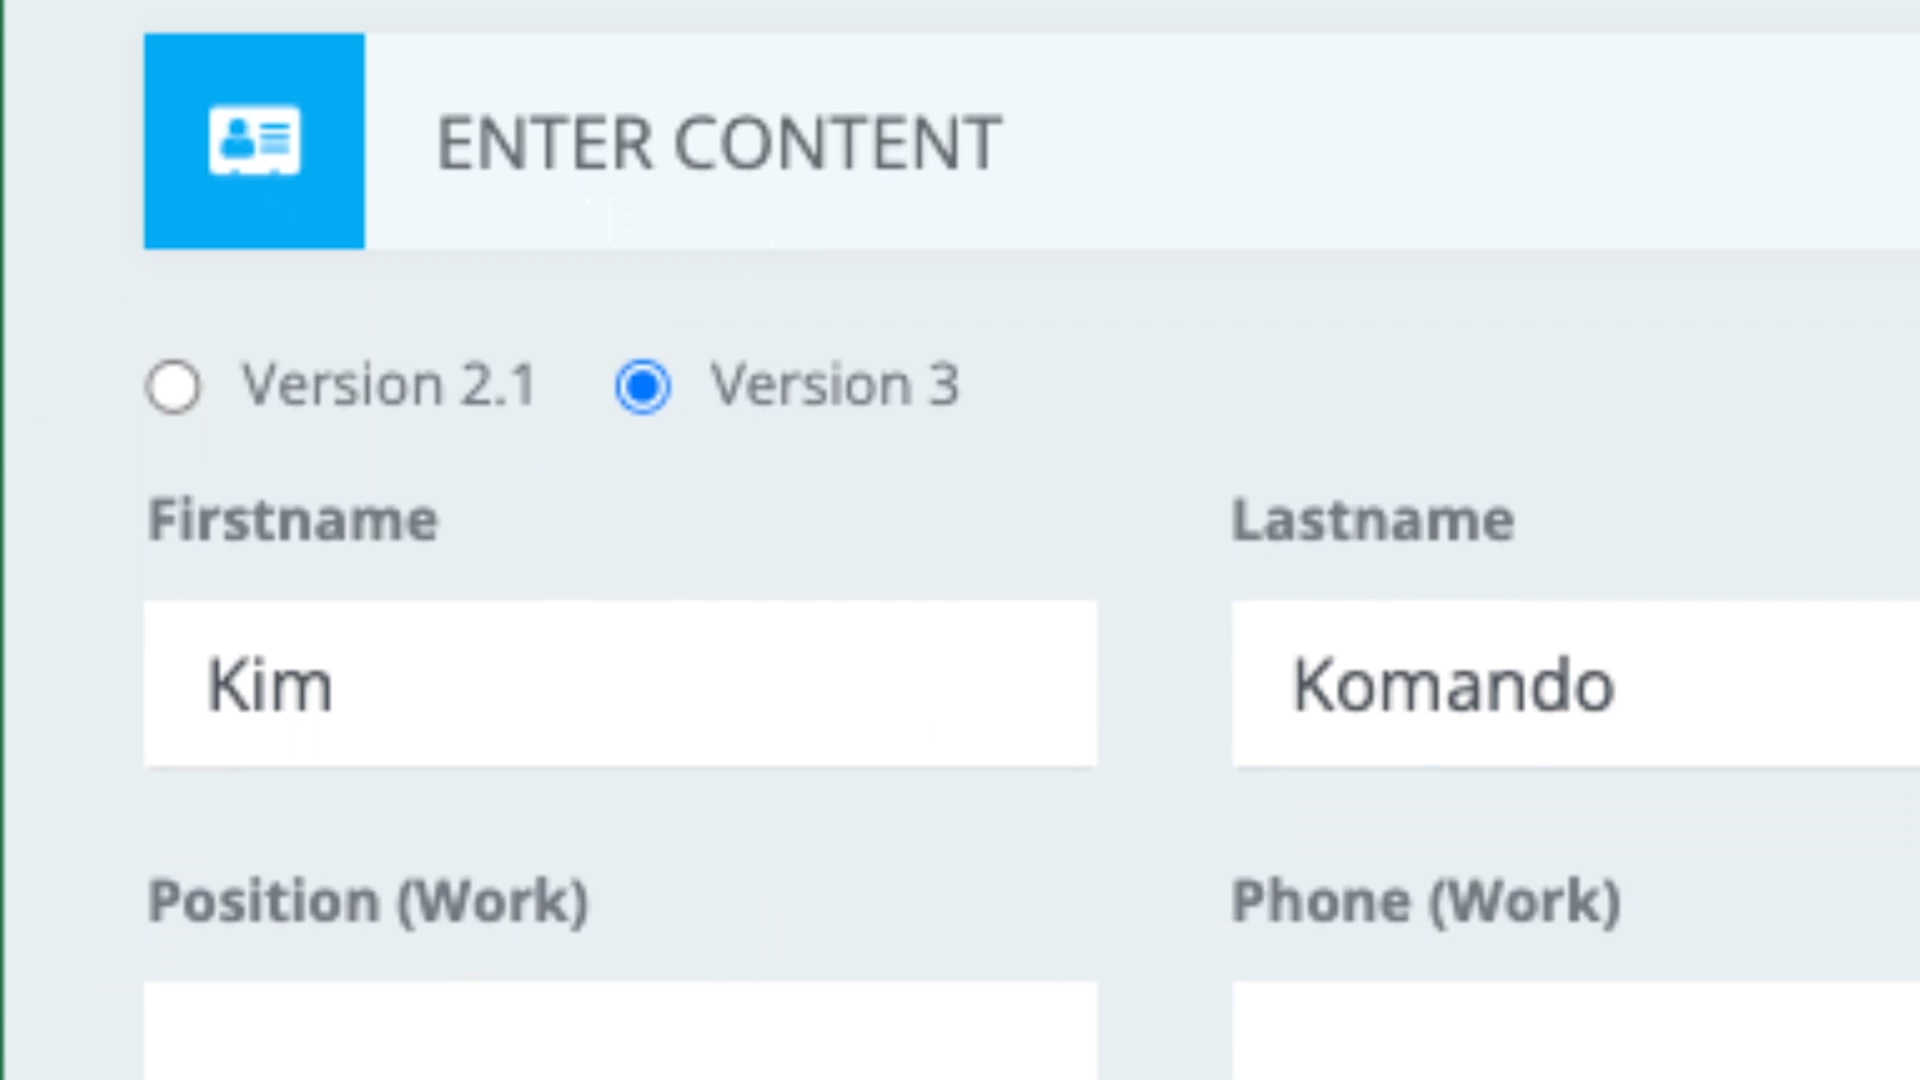 ENTER CONTENT
Version 2.1 Version 3
Firstname Lastname
Kim Komando
Position (Work) Phone (Work)